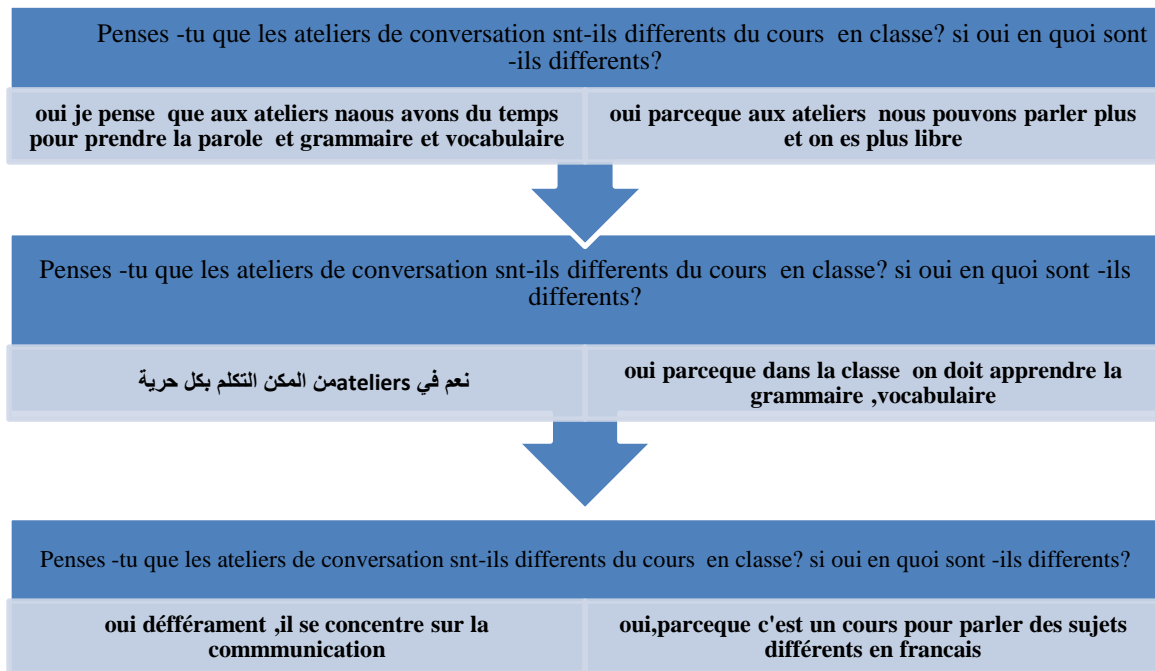 Penses -tu que les ateliers de conversation snt-ils differents du cours  en classe? si oui en quoi sont
-ils differents?
oui je pense  que aux ateliers naous avons du temps
pour prendre la parole  et grammaire et vocabulaire
oui parceque aux ateliers  nous pouvons parler plus
et on es plus libre
Penses -tu que les ateliers de conversation snt-ils differents du cours  en classe? si oui en quoi sont -ils
differents?
نعم في ateliersمن المكن التكلم بكل حرية
oui parceque dans la classe  on doit apprendre la
grammaire ,vocabulaire
Penses -tu que les ateliers de conversation snt-ils differents du cours  en classe? si oui en quoi sont -ils differents?
oui défférament ,il se concentre sur la
commmunication
oui,parceque c'est un cours pour parler des sujets
différents en francais